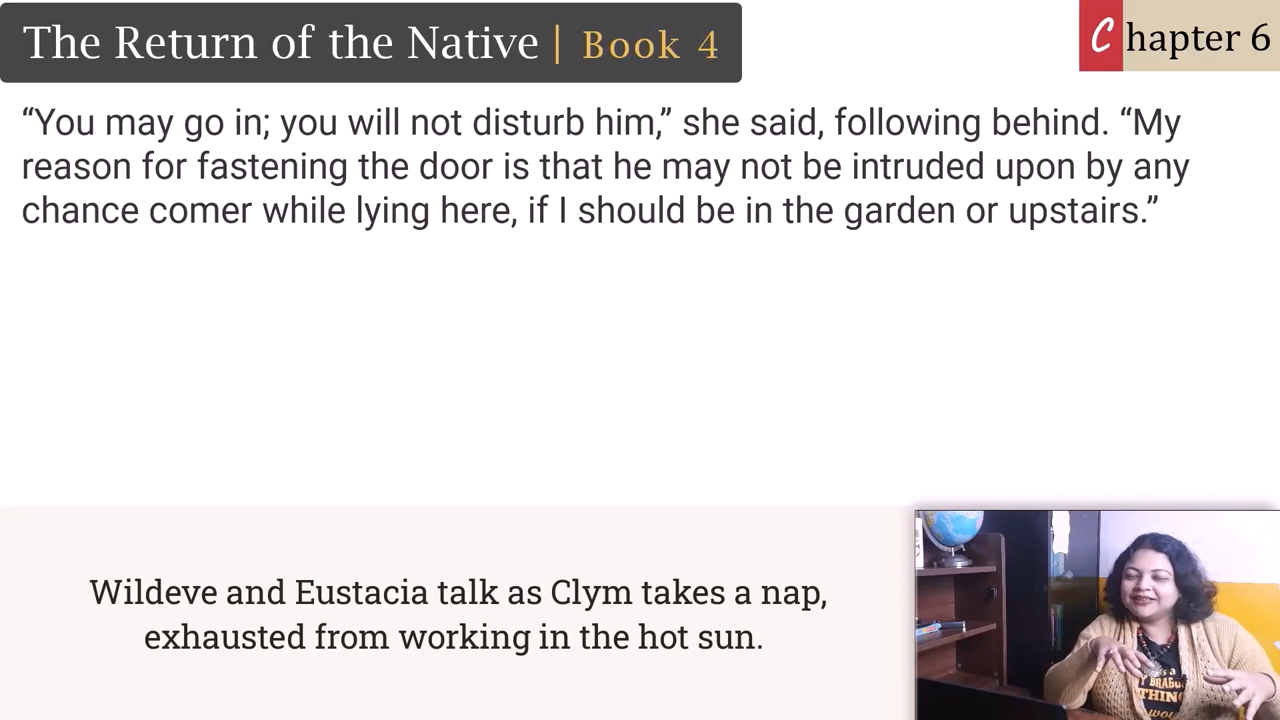 The Return of the Native | Book 4
Chapter 6
“You may go in; you will not disturb him,” she said, following behind. “My
reason for fastening the door is that he may not be intruded upon by any
chance comer while lying here, if I should be in the garden or upstairs.”
Wildeve and Eustacia talk as Clym takes a nap,
exhausted from working in the hot sun.